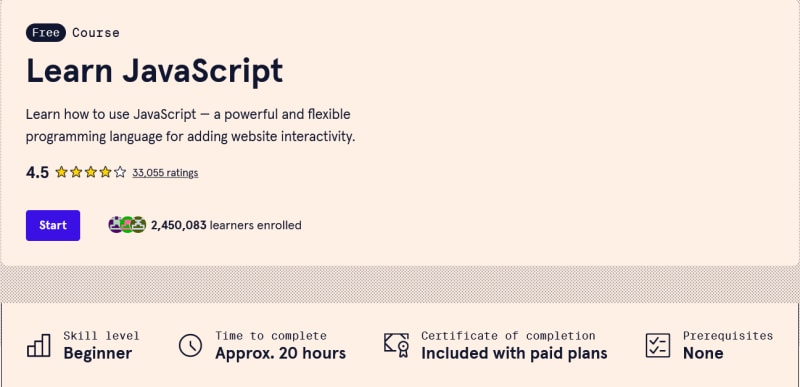 Free Course
Learn JavaScript
Learn how to use JavaScript — a powerful and flexible
programming language for adding website interactivity.
4.5 33,055 ratings
Start 2,450,083 learners enrolled
Skill level Time to complete Certificate of completion Prerequisites
Beginner Approx. 20 hours Included with paid plans None